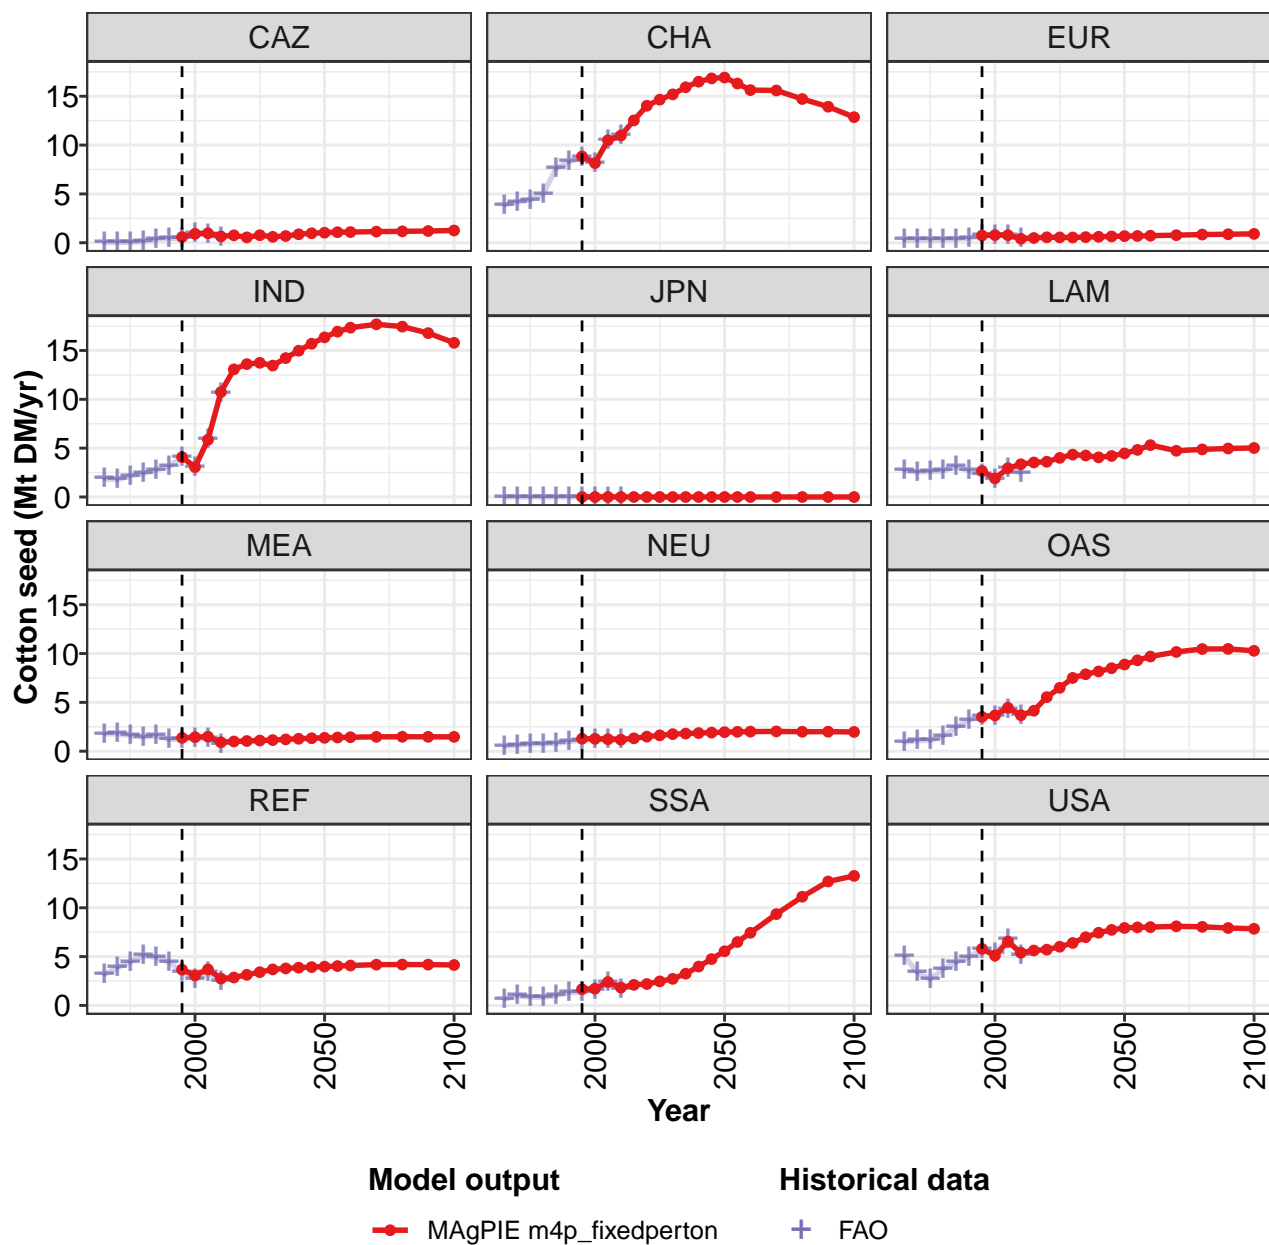 CAZ CHA EUR
15
10
5
0
IND JPN LAM
15
10
5
0
MEA NEU OAS
15
10
5
0
REF SSA USA
15
10
5
0
2000 2050 2100 2000 2050 2100 2000 2050 2100
Cotton seed (Mt DM/yr)
Year
Model output Historical data
MAgPIE m4p_fixedperton FAO